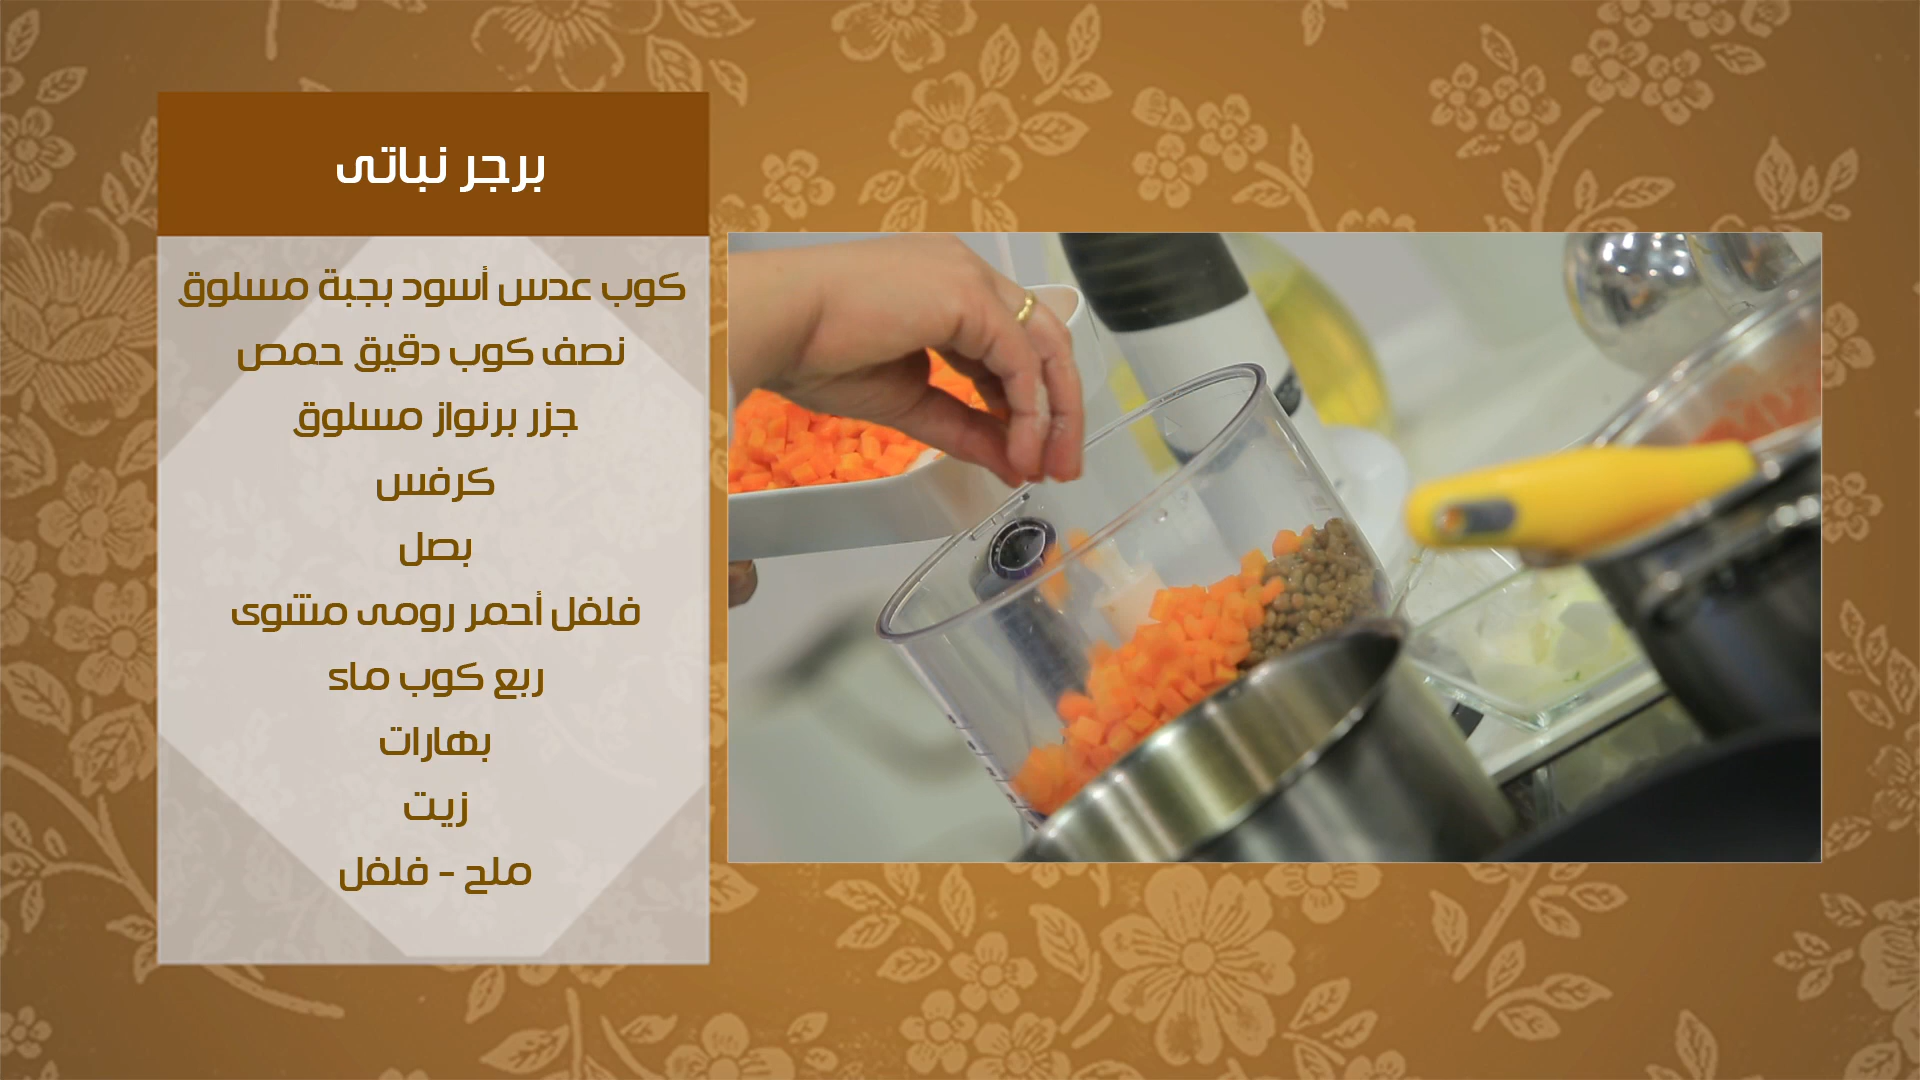 برجر نباتى
كوب عدس أسود بجبة مسلوق
نصف كوب دقيق حمص
جزر برنواز مسلوق
كرفس
بصل
فلفل أحمر رومى مشوى
ربع كوب ماء
بهارات
زيت
ملح - فلفل